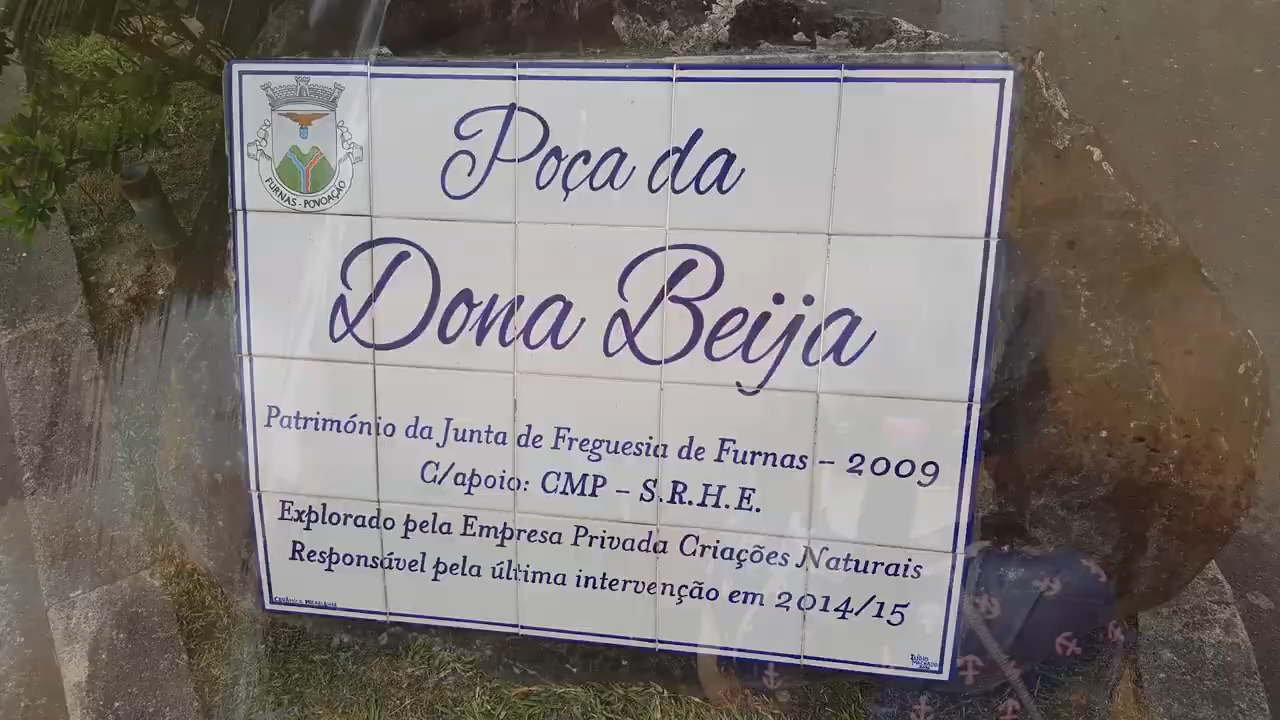 FURNAS - POVOAÇÃO
Poça da
Dona Beija
Património da Junta de Freguesia de Furnas – 2009
C/apoio: CMP – S.R.H.E.
Explorado pela Empresa Privada Criações Naturais
Responsável pela última intervenção em 2014/15